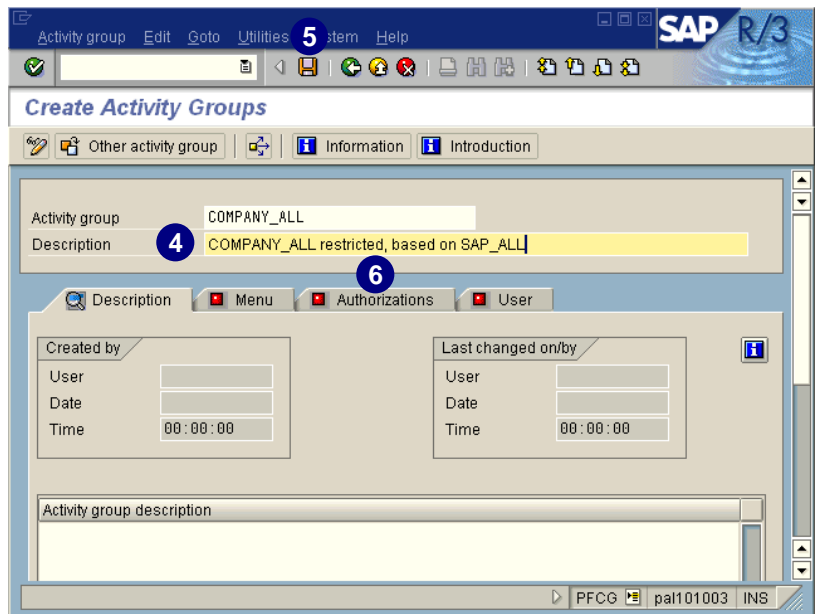 Activity group Edit Goto Utilities 5 stem Help
SAP R/3
Create Activity Groups
Other activity group Information Introduction
Activity group COMPANY_ALL
Description 4 COMPANY_ALL restricted, based on SAP_ALL
6
Description Menu Authorizations User
Created by Last changed on/by
User User
Date Date
Time 00:00:00 Time 00:00:00
Activity group description
PFCG pal101003 INS